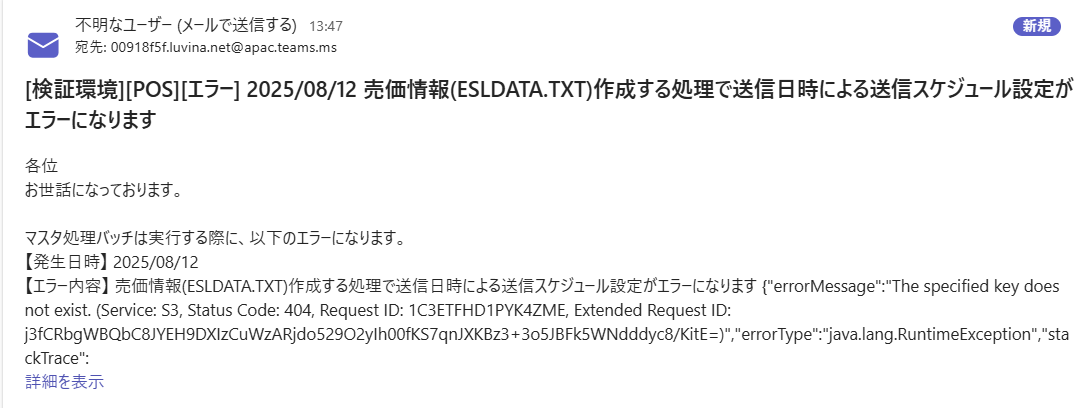 不明なユーザー (メールで送信する) 13:47
新規
宛先: 00918f5f.luvina.net@apac.teams.ms
[検証環境][POS][エラー] 2025/08/12 売価情報(ESLDATA.TXT)作成する処理で送信日時による送信スケジュール設定が
エラーになります
各位
お世話になっております。
マスタ処理バッチは実行する際に、以下のエラーになります。
【発生日時】 2025/08/12
【エラー内容】 売価情報(ESLDATA.TXT)作成する処理で送信日時による送信スケジュール設定がエラーになります {"errorMessage":"The specified key does
not exist. (Service: S3, Status Code: 404, Request ID: 1C3ETFHD1PYK4ZME, Extended Request ID:
j3fCRbgWBQbC8JYEH9DXIzCuWzARjdo529O2yIh00fKS7qnJXKBz3+3o5JBFk5WNdddyc8/KitE=)","errorType":"java.lang.RuntimeException","sta
ckTrace":
詳細を表示